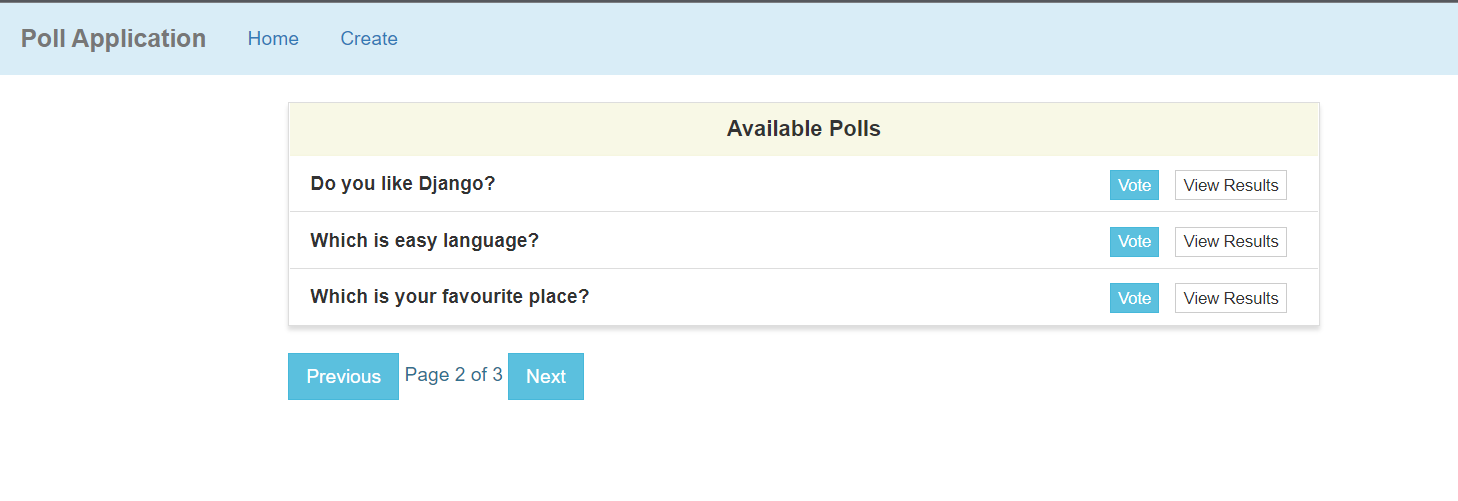 Poll Application Home Create
Available Polls
Do you like Django? Vote View Results
Which is easy language? Vote View Results
Which is your favourite place? Vote View Results
Previous Page 2 of 3 Next